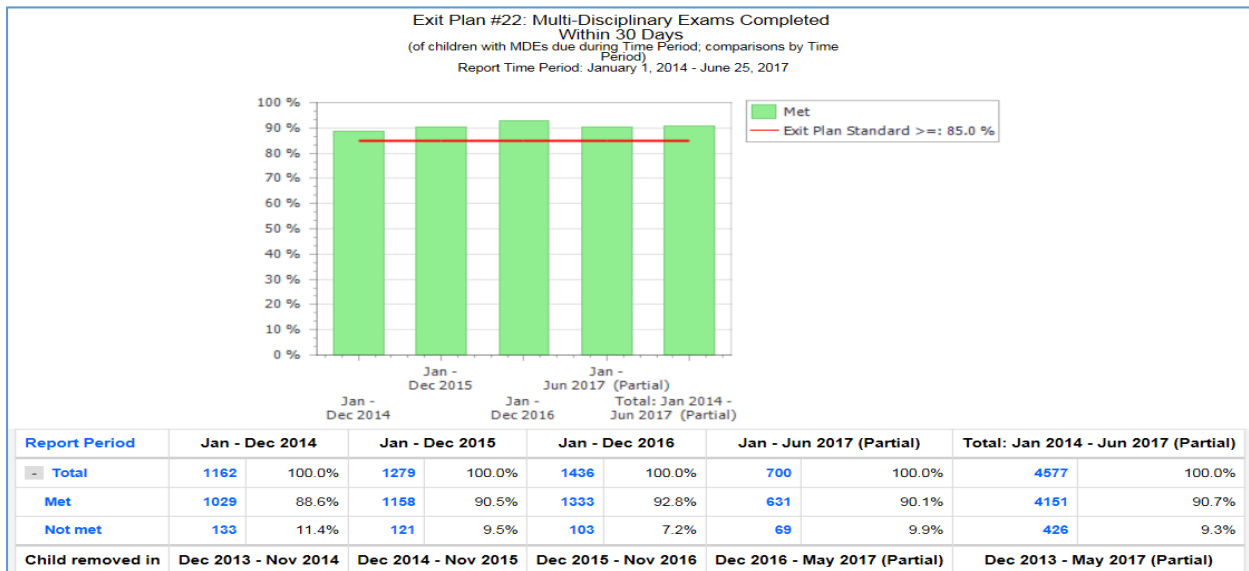 Exit Plan #22: Multi-Disciplinary Exams Completed
Within 30 Days
(of children with MDEs due during Time Period; comparisons by Time
Period)
Report Time Period: January 1, 2014 - June 25, 2017
100 %
90 %
80 %
70 %
60 %
50 %
40 %
30 %
20 %
10 %
0 %
Met
Exit Plan Standard >=: 85.0 %
Jan -
Dec 2015
Jan -
Jun 2017 (Partial)
Jan -
Dec 2014
Jan -
Dec 2016
Total: Jan 2014 -
Jun 2017 (Partial)
Report Period Jan - Dec 2014 Jan - Dec 2015 Jan - Dec 2016 Jan - Jun 2017 (Partial) Total: Jan 2014 - Jun 2017 (Partial)
- Total 1162 100.0% 1279 100.0% 1436 100.0% 700 100.0% 4577 100.0%
Met 1029 88.6% 1158 90.5% 1333 92.8% 631 90.1% 4151 90.7%
Not met 133 11.4% 121 9.5% 103 7.2% 69 9.9% 426 9.3%
Child removed in Dec 2013 - Nov 2014 Dec 2014 - Nov 2015 Dec 2015 - Nov 2016 Dec 2016 - May 2017 (Partial) Dec 2013 - May 2017 (Partial)